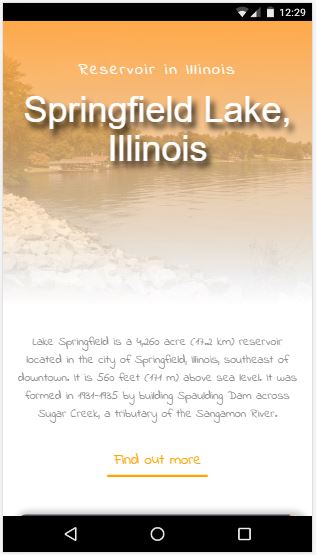 12:29
Reservoir in Illinois
Springfield Lake,
Illinois
Lake Springfield is a 4,260 acre (17.2 km) reservoir
located in the city of Springfield, Illinois, southeast of
downtown. It is 560 feet (171 m) above sea level. It was
formed in 1931-1935 by building Spaulding Dam across
Sugar Creek, a tributary of the Sangamon River.
Find out more